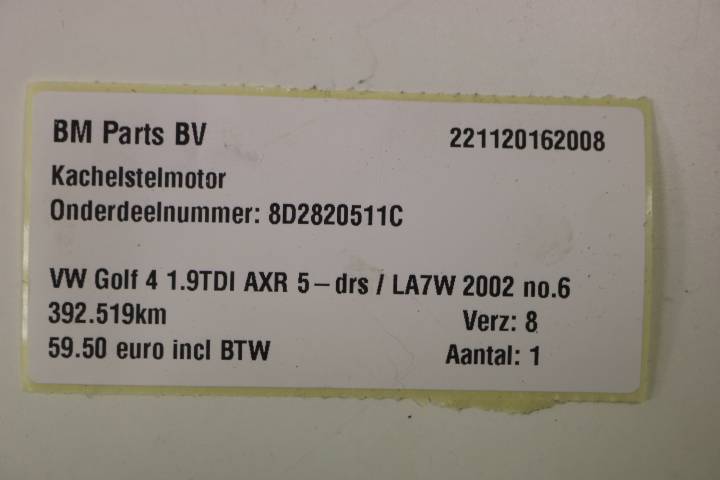 BM Parts BV 221120162008
Kachelstelmotor
Onderdeelnummer: 8D2820511C
VW Golf 4 1.9TDI AXR 5-drs / LA7W 2002 no.6
392.519km Verz: 8
59.50 euro incl BTW Aantal: 1